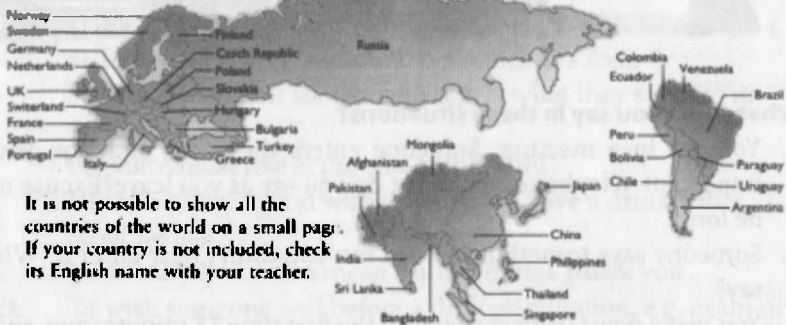 Norway
Sweden
Germany
Netherlands
UK
Switerland
France
Spain
Portugal
Italy
Finland
Czech Republic
Poland
Slovakia
Hungary
Bulgaria
Turkey
Greece
Russia
It is not possible to show all the
countries of the world on a small page.
If your country is not included, check
its English name with your teacher.
Mongolia
Afghanistan
Pakistan
India
Sri Lanka
Bangladesh
Japan
China
Philippines
Thailand
Singapore
Colombia
Ecuador
Venezuela
Brazil
Peru
Bolivia
Chile
Paraguay
Uruguay
Argentina